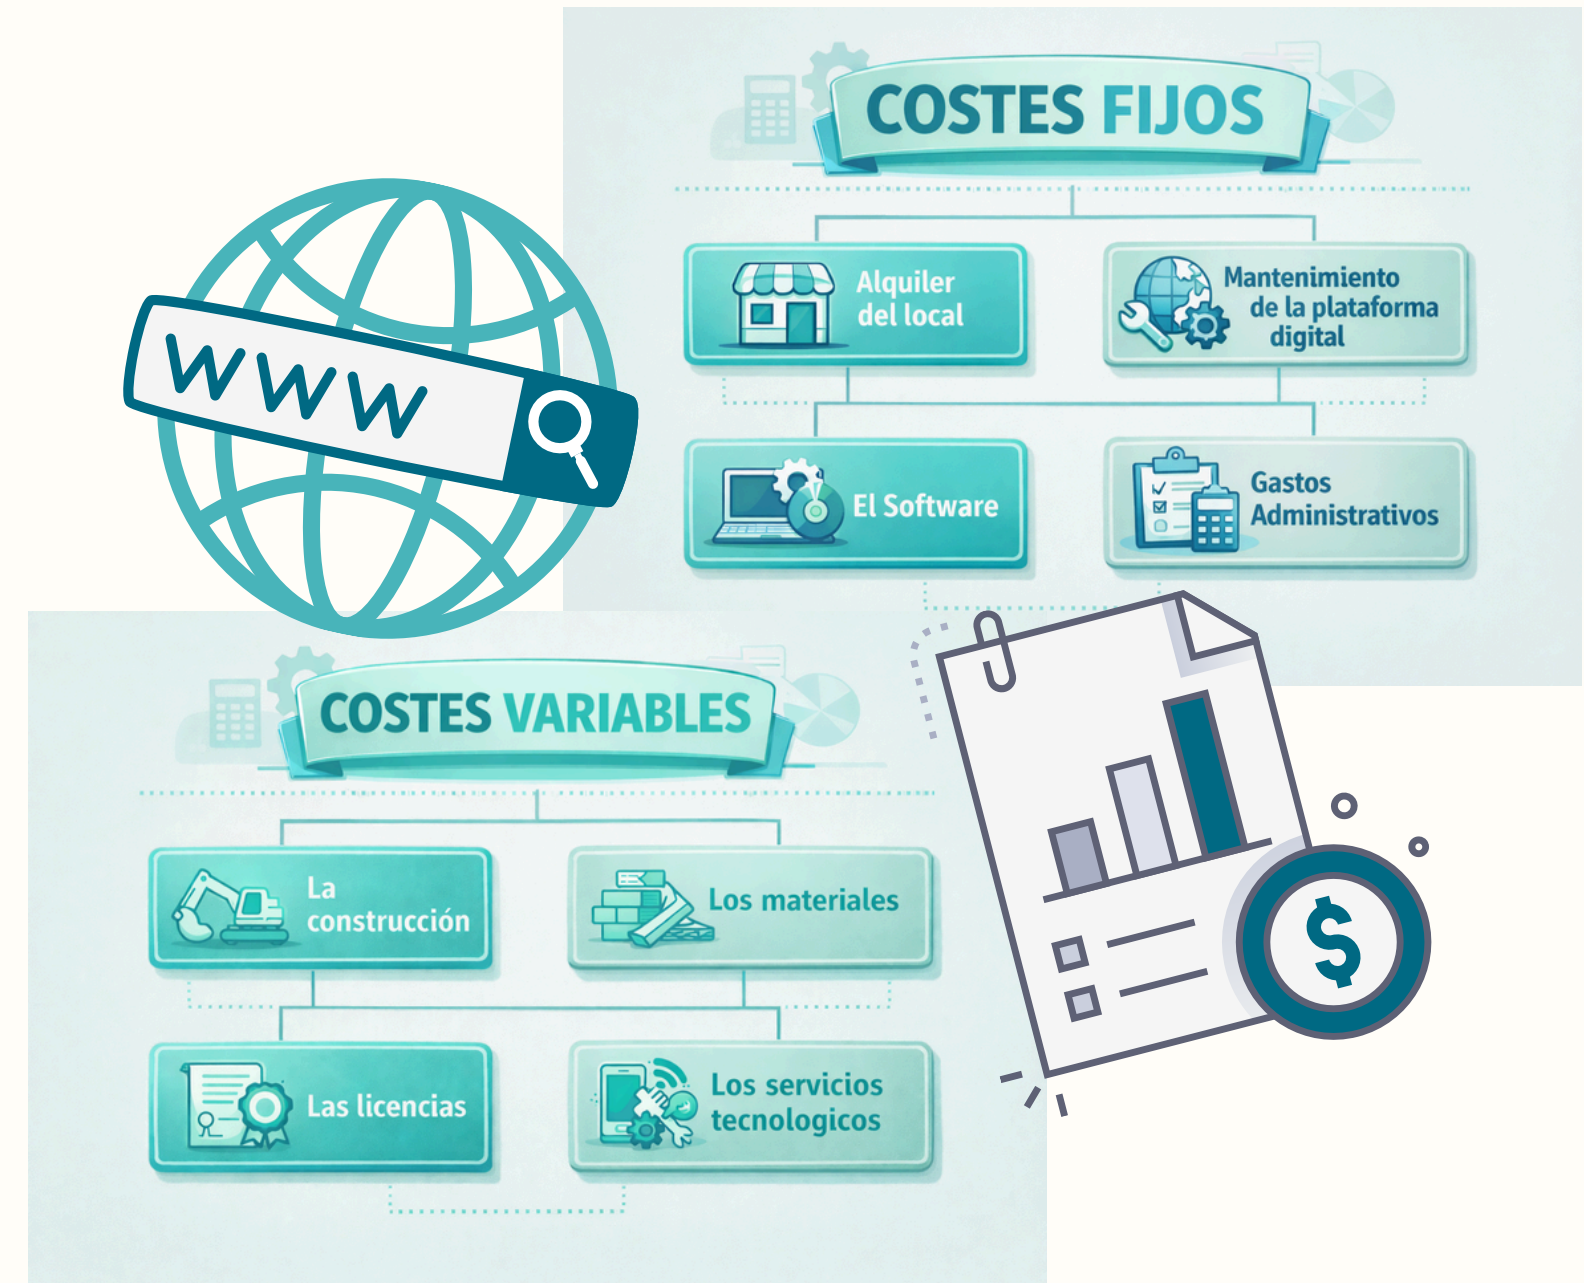 COSTES FIJOS
Alquiler
del local
Mantenimiento
de la plataforma
digital
El Software
Gastos
Administrativos
WWW
COSTES VARIABLES
La
construcción
Los materiales
Las licencias
Los servicios
tecnologicos
$